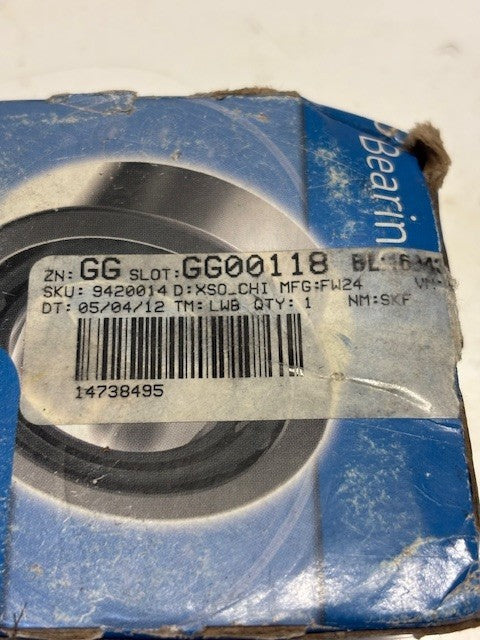 Bearin
ZN: GG SLOT: GG00118
SKU: 9420014 D:XSO_CHI MFG:FW24
DT: 05/04/12 TM: LWB QTY: 1 NM:SKF
14738495